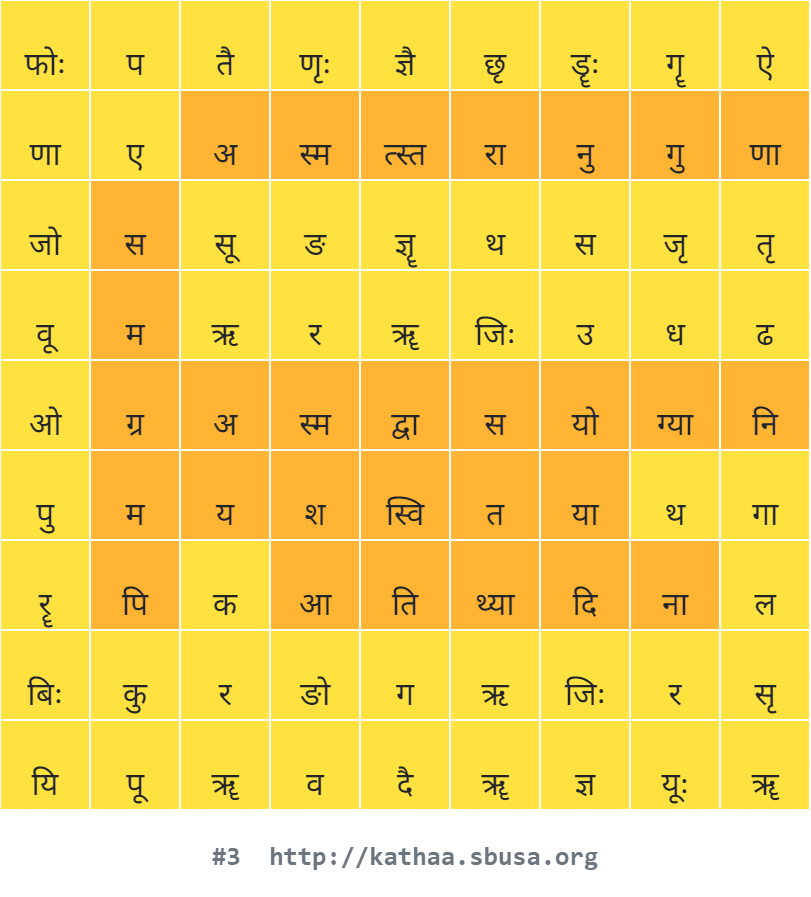 फोः प तै णृः ज्ञै छृ ड्ॄः गॄ ऐ
णा ए अ स्म त्स्त रा नु गु णा
जो स सू ङ ज्ञॄ थ स जृ तृ
वू म ऋ र ॠ जिः उ ध ढ
ओ ग्र अ स्म द्वा स यो ग्या नि
पु म य श स्वि त या थ गा
रॄ पि क आ ति थ्या दि ना ल
बिः कु र ङो ग ऋ जिः र सृ
यि पू ॠ व दै ॠ ज्ञ यूः ॠ
#3 http://kathaa.sbusa.org